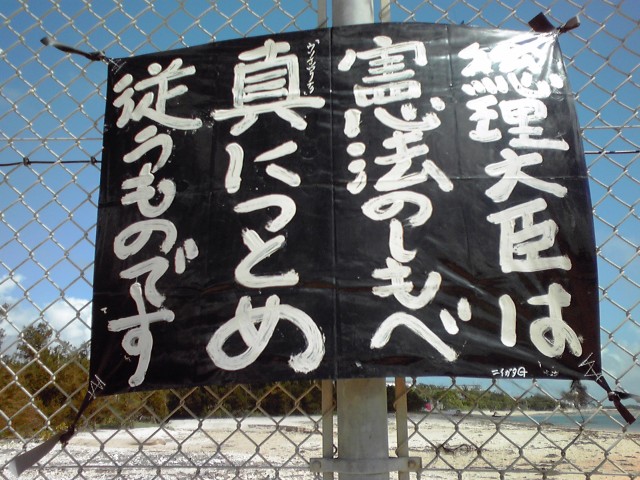 總理大臣は
憲法のしもべ
真につとめ
従うものです